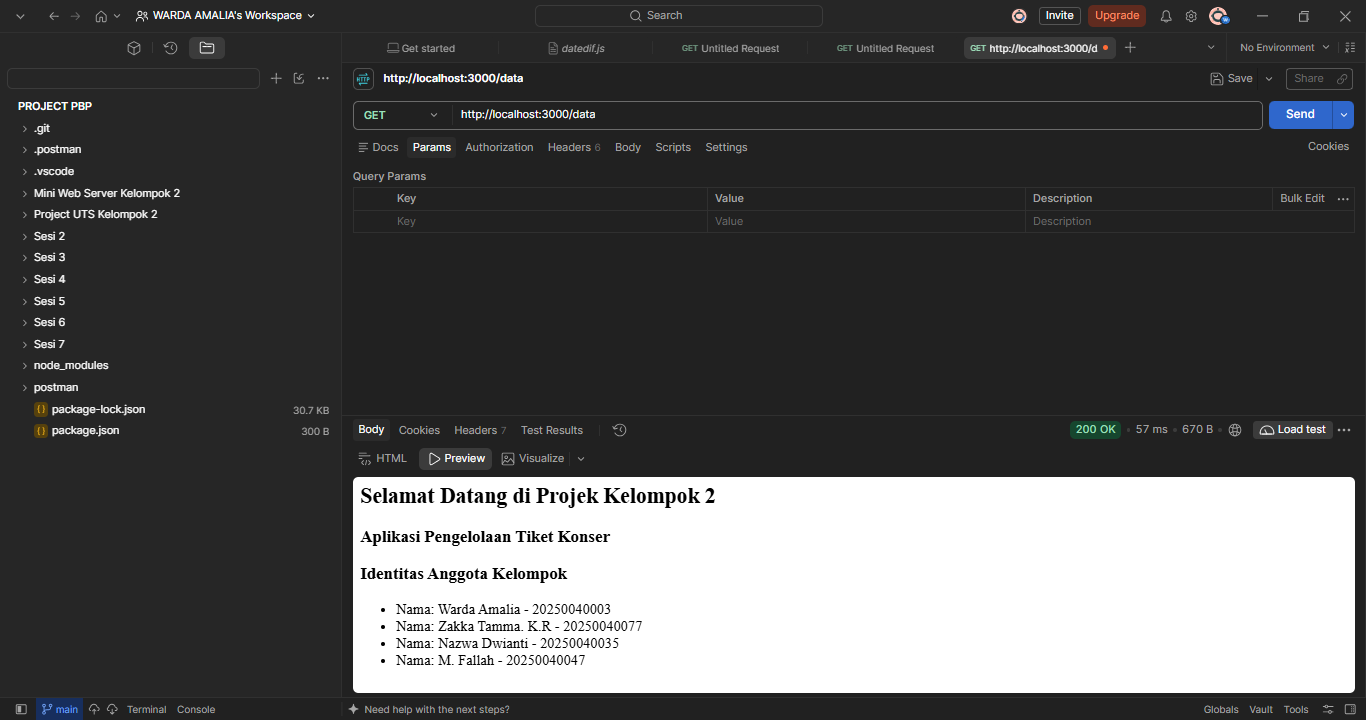 WARDA AMALIA's Workspace
Search
Invite
Upgrade
Get started
datedif.js
GET Untitled Request
GET Untitled Request
GET http://localhost:3000/d
No Environment
HTTP http://localhost:3000/data
Save
Share
PROJECT PBP
.git
.postman
.vscode
Mini Web Server Kelompok 2
Project UTS Kelompok 2
Sesi 2
Sesi 3
Sesi 4
Sesi 5
Sesi 6
Sesi 7
node_modules
postman
{} package-lock.json 30.7 KB
{} package.json 300 B
GET http://localhost:3000/data
Send
Docs Params Authorization Headers 6 Body Scripts Settings Cookies
Query Params
Key Value Description Bulk Edit
Key Value Description
Body Cookies Headers 7 Test Results
200 OK 57 ms 670 B Load test
HTML Preview Visualize
Selamat Datang di Projek Kelompok 2
Aplikasi Pengelolaan Tiket Konser
Identitas Anggota Kelompok
• Nama: Warda Amalia - 20250040003
• Nama: Zakka Tamma. K.R - 20250040077
• Nama: Nazwa Dwianti - 20250040035
• Nama: M. Fallah - 20250040047
main Terminal Console
Need help with the next steps?
Globals Vault Tools